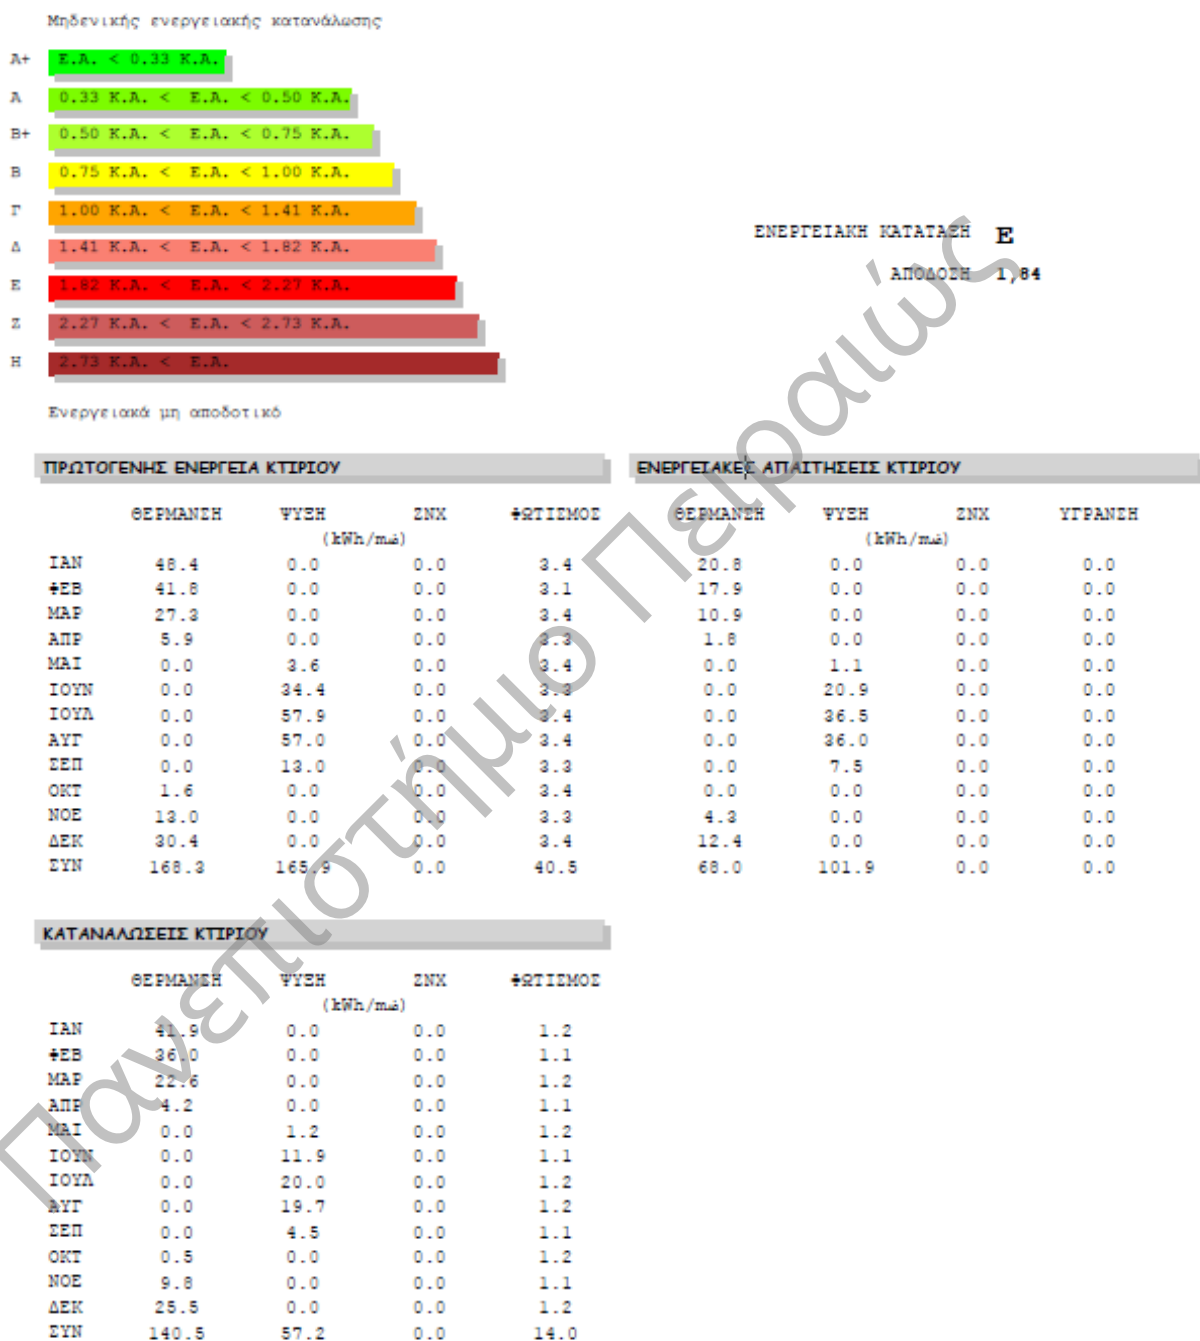 Μηδενικής ενεργειακής κατανάλωσης
Α+ Ε.Α. < 0.33 Κ.Α.
Α 0.33 Κ.Α. < Ε.Α. < 0.50 Κ.Α.
Β+ 0.50 Κ.Α. < Ε.Α. < 0.75 Κ.Α.
Β 0.75 Κ.Α. < Ε.Α. < 1.00 Κ.Α.
Γ 1.00 Κ.Α. < Ε.Α. < 1.41 Κ.Α.
Δ 1.41 Κ.Α. < Ε.Α. < 1.82 Κ.Α.
Ε 1.82 Κ.Α. < Ε.Α. < 2.27 Κ.Α.
Ζ 2.27 Κ.Α. < Ε.Α. < 2.73 Κ.Α.
Η 2.73 Κ.Α. < Ε.Α.
Ενεργειακά μη αποδοτικό
ΕΝΕΡΓΕΙΑΚΗ ΚΑΤΑΤΑΞΗ Ε
ΑΠΟΔΟΣΗ 1,84
ΠΡΩΤΟΓΕΝΗΣ ΕΝΕΡΓΕΙΑ ΚΤΙΡΙΟΥ
ΘΕΡΜΑΝΣΗ ΨΥΞΗ ΖΝΧ ΦΩΤΙΣΜΟΣ
(kWh/m)
ΙΑΝ 48.4 0.0 0.0 3.4
ΦΕΒ 41.8 0.0 0.0 3.1
ΜΑΡ 27.3 0.0 0.0 3.4
ΑΠΡ 5.9 0.0 0.0 3.3
ΜΑΙ 0.0 3.6 0.0 3.4
ΙΟΥΝ 0.0 34.4 0.0 3.3
ΙΟΥΛ 0.0 57.9 0.0 3.4
ΑΥΓ 0.0 57.0 0.0 3.4
ΣΕΠ 0.0 13.0 0.0 3.3
ΟΚΤ 1.6 0.0 0.0 3.4
ΝΟΕ 13.0 0.0 0.0 3.3
ΔΕΚ 30.4 0.0 0.0 3.4
ΣΥΝ 168.3 165.9 0.0 40.5
ΕΝΕΡΓΕΙΑΚΕΣ ΑΠΑΙΤΗΣΕΙΣ ΚΤΙΡΙΟΥ
ΘΕΡΜΑΝΣΗ ΨΥΞΗ ΖΝΧ ΥΓΡΑΝΣΗ
(kWh/m)
20.8 0.0 0.0 0.0
17.9 0.0 0.0 0.0
10.9 0.0 0.0 0.0
1.8 0.0 0.0 0.0
0.0 1.1 0.0 0.0
0.0 20.9 0.0 0.0
0.0 36.5 0.0 0.0
0.0 36.0 0.0 0.0
0.0 7.5 0.0 0.0
0.0 0.0 0.0 0.0
4.3 0.0 0.0 0.0
12.4 0.0 0.0 0.0
68.0 101.9 0.0 0.0
ΚΑΤΑΝΑΛΩΣΕΙΣ ΚΤΙΡΙΟΥ
ΘΕΡΜΑΝΣΗ ΨΥΞΗ ΖΝΧ ΦΩΤΙΣΜΟΣ
(kWh/m)
ΙΑΝ 41.9 0.0 0.0 1.2
ΦΕΒ 36.0 0.0 0.0 1.1
ΜΑΡ 22.6 0.0 0.0 1.2
ΑΠΡ 4.2 0.0 0.0 1.1
ΜΑΙ 0.0 1.2 0.0 1.2
ΙΟΥΝ 0.0 11.9 0.0 1.1
ΙΟΥΛ 0.0 20.0 0.0 1.2
ΑΥΓ 0.0 19.7 0.0 1.2
ΣΕΠ 0.0 4.5 0.0 1.1
ΟΚΤ 0.5 0.0 0.0 1.2
ΝΟΕ 9.8 0.0 0.0 1.1
ΔΕΚ 25.5 0.0 0.0 1.2
ΣΥΝ 140.5 57.2 0.0 14.0
Πανεπιστήμιο Πειραιώς